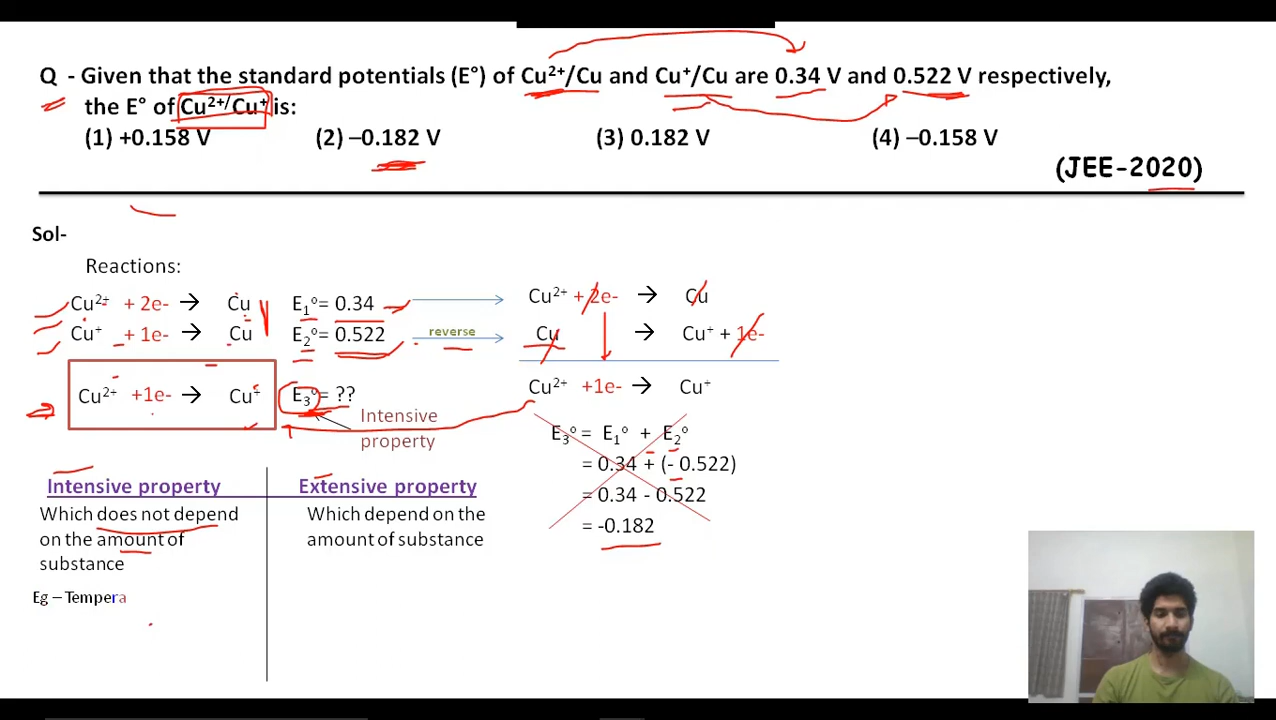 Q - Given that the standard potentials (E°) of Cu²⁺/Cu and Cu⁺/Cu are 0.34 V and 0.522 V respectively,
the E° of Cu²⁺/Cu⁺ is:
(1) +0.158 V (2) –0.182 V (3) 0.182 V (4) –0.158 V
(JEE-2020)
Sol-
Reactions:
Cu²⁺ + 2e- → Cu E₁°= 0.34 Cu²⁺ + 2e- → Cu
Cu⁺ + 1e- → Cu E₂°= 0.522 reverse Cu → Cu⁺ + 1e-
Cu²⁺ +1e- → Cu⁺ E₃°= ?? Cu²⁺ +1e- → Cu⁺
Intensive
property
E₃° = E₁° + E₂°
= 0.34 + (- 0.522)
= 0.34 - 0.522
= -0.182
Intensive property Extensive property
Which does not depend Which depend on the
on the amount of amount of substance
substance
Eg – Tempera